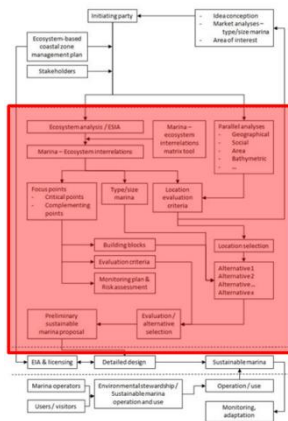 Initiating party
- Idea conception
- Market analyses –
type/size marina
- Area of interest
Ecosystem-based
coastal zone
management plan
Stakeholders
Ecosystem analysis / ESIA
Marina –
ecosystem
interrelations
matrix tool
Parallel analyses
- Geographical
- Social
- Area
- Bathymetric
- ...
Marina – Ecosystem interrelations
Focus points
- Critical points
- Complementing
points
Type/size
marina
Location
evaluation
criteria
Building blocks
Evaluation criteria
Monitoring plan &
Risk assessment
Location selection
Alternative 1
Alternative 2
Alternative ...
Alternative x
Preliminary
sustainable
marina proposal
Evaluation /
alternative
selection
EIA & licensing
Detailed design
Sustainable marina
Marina operators
Users / visitors
Environmental stewardship /
Sustainable marina
operation and use
Operation / use
Monitoring,
adaptation